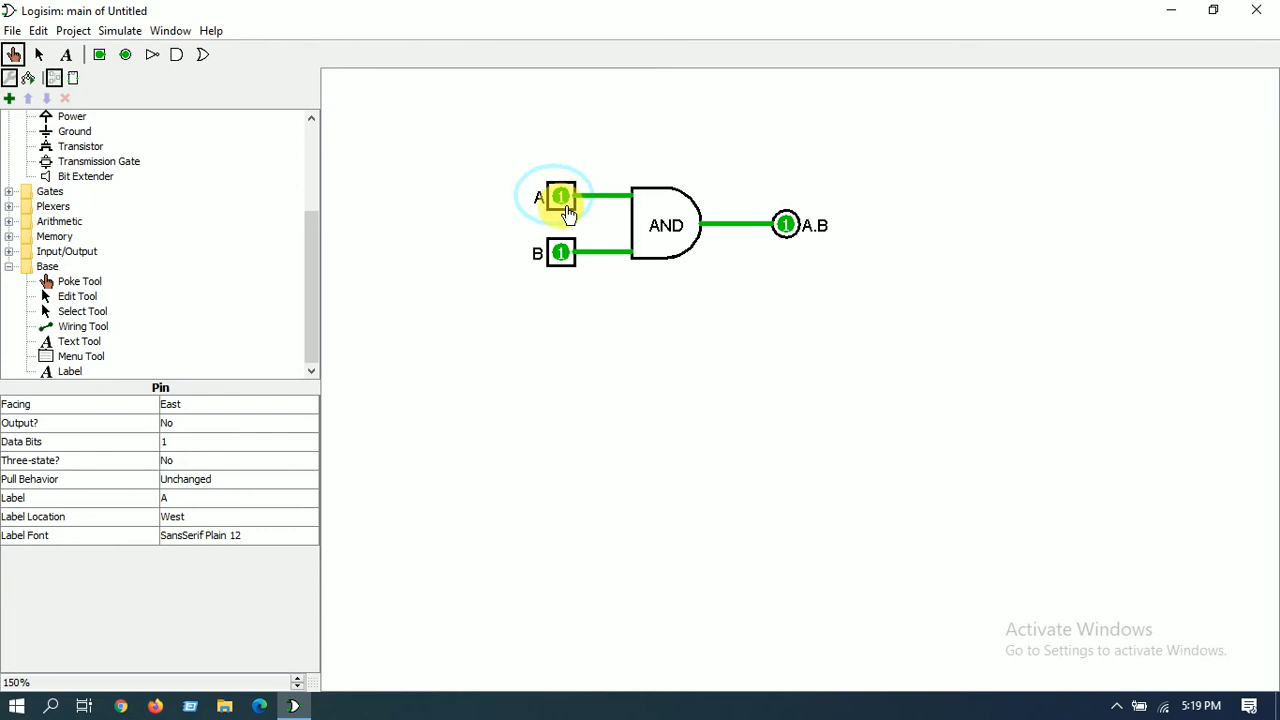 Logisim: main of Untitled
File Edit Project Simulate Window Help
A
Power
Ground
Transistor
Transmission Gate
Bit Extender
Gates
Plexers
Arithmetic
Memory
Input/Output
Base
Poke Tool
Edit Tool
Select Tool
Wiring Tool
A Text Tool
Menu Tool
A Label
Pin
Facing East
Output? No
Data Bits 1
Three-state? No
Pull Behavior Unchanged
Label A
Label Location West
Label Font SansSerif Plain 12
150%
A 1
B 1
AND
1 A.B
Activate Windows
Go to Settings to activate Windows.
5:19 PM